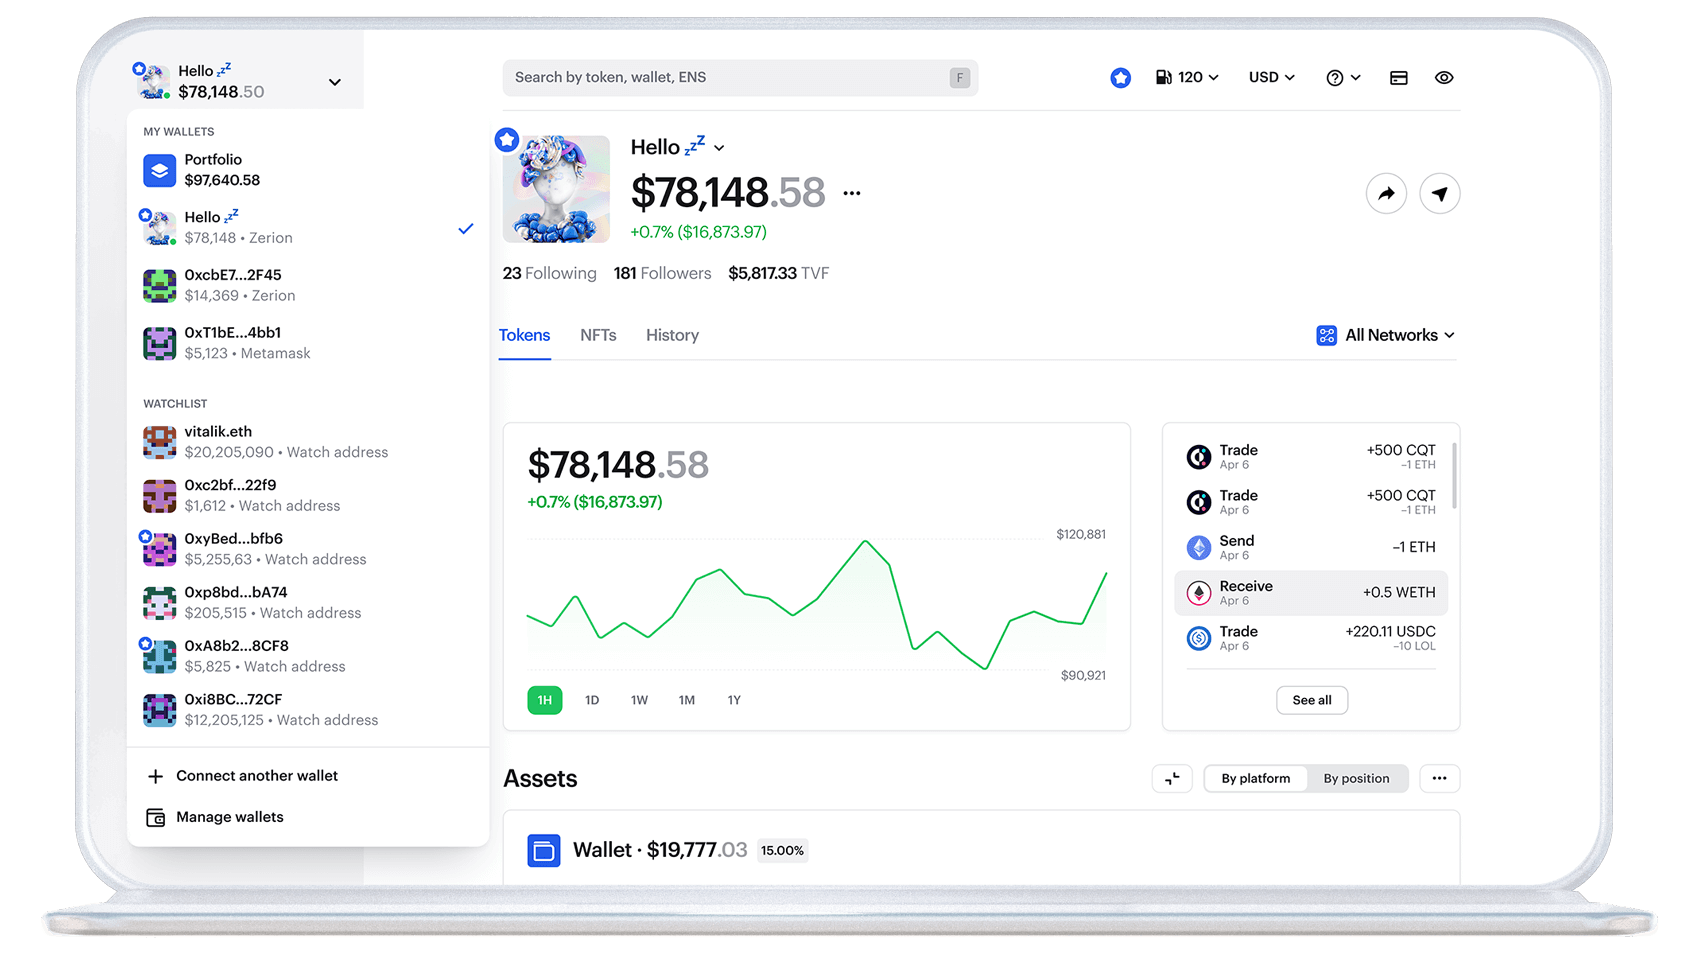 Hello zzZ
$78,148.50
MY WALLETS
Portfolio
$97,640.58
Hello zzZ
$78,148 • Zerion
0xcbE7...2F45
$14,369 • Zerion
0xT1bE...4bb1
$5,123 • Metamask
WATCHLIST
vitalik.eth
$20,205,090 • Watch address
0xc2bf...22f9
$1,612 • Watch address
0xyBed...bfb6
$5,255,63 • Watch address
0xp8bd...bA74
$205,515 • Watch address
0xA8b2...8CF8
$5,825 • Watch address
0xi8BC...72CF
$12,205,125 • Watch address
Connect another wallet
Manage wallets
Search by token, wallet, ENS F
120 USD
Hello zzZ
$78,148.58
+0.7% ($16,873.97)
23 Following 181 Followers $5,817.33 TVF
Tokens NFTs History All Networks
$78,148.58
+0.7% ($16,873.97)
$120,881
$90,921
1H 1D 1W 1M 1Y
Trade +500 CQT
Apr 6 −1 ETH
Trade +500 CQT
Apr 6 −1 ETH
Send −1 ETH
Apr 6
Receive +0.5 WETH
Apr 6
Trade +220.11 USDC
Apr 6 −10 LOL
See all
Assets By platform By position
Wallet · $19,777.03 15.00%